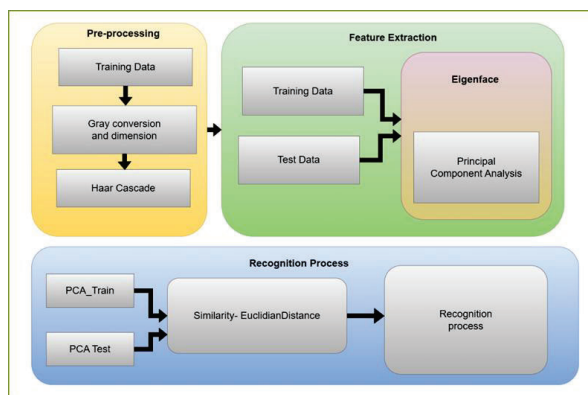 Pre-processing
Training Data
Gray conversion
and dimension
Haar Cascade
Feature Extraction
Training Data
Test Data
Eigenface
Principal
Component Analysis
Recognition Process
PCA_Train
PCA Test
Similarity- EuclidianDistance
Recognition
process